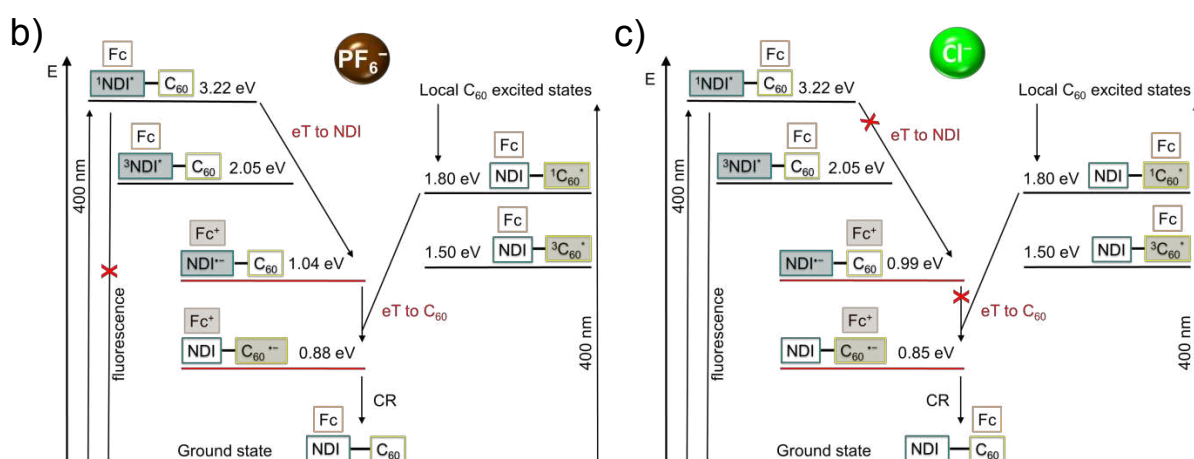 b)
PF₆⁻
E
Fc
¹NDI* C₆₀ 3.22 eV
Local C₆₀ excited states
eT to NDI
Fc
³NDI* C₆₀ 2.05 eV
Fc
1.80 eV NDI ¹C₆₀*
400 nm
Fc
1.50 eV NDI ³C₆₀*
Fc⁺
NDI•⁻ C₆₀ 1.04 eV
eT to C₆₀
fluorescence
Fc⁺
NDI C₆₀•⁻ 0.88 eV
400 nm
CR
Fc
Ground state NDI C₆₀
c)
Cl⁻
E
Fc
¹NDI* C₆₀ 3.22 eV
Local C₆₀ excited states
eT to NDI
Fc
³NDI* C₆₀ 2.05 eV
Fc
1.80 eV NDI ¹C₆₀*
400 nm
Fc
1.50 eV NDI ³C₆₀*
Fc⁺
NDI•⁻ C₆₀ 0.99 eV
eT to C₆₀
fluorescence
Fc⁺
NDI C₆₀•⁻ 0.85 eV
400 nm
CR
Fc
Ground state NDI C₆₀